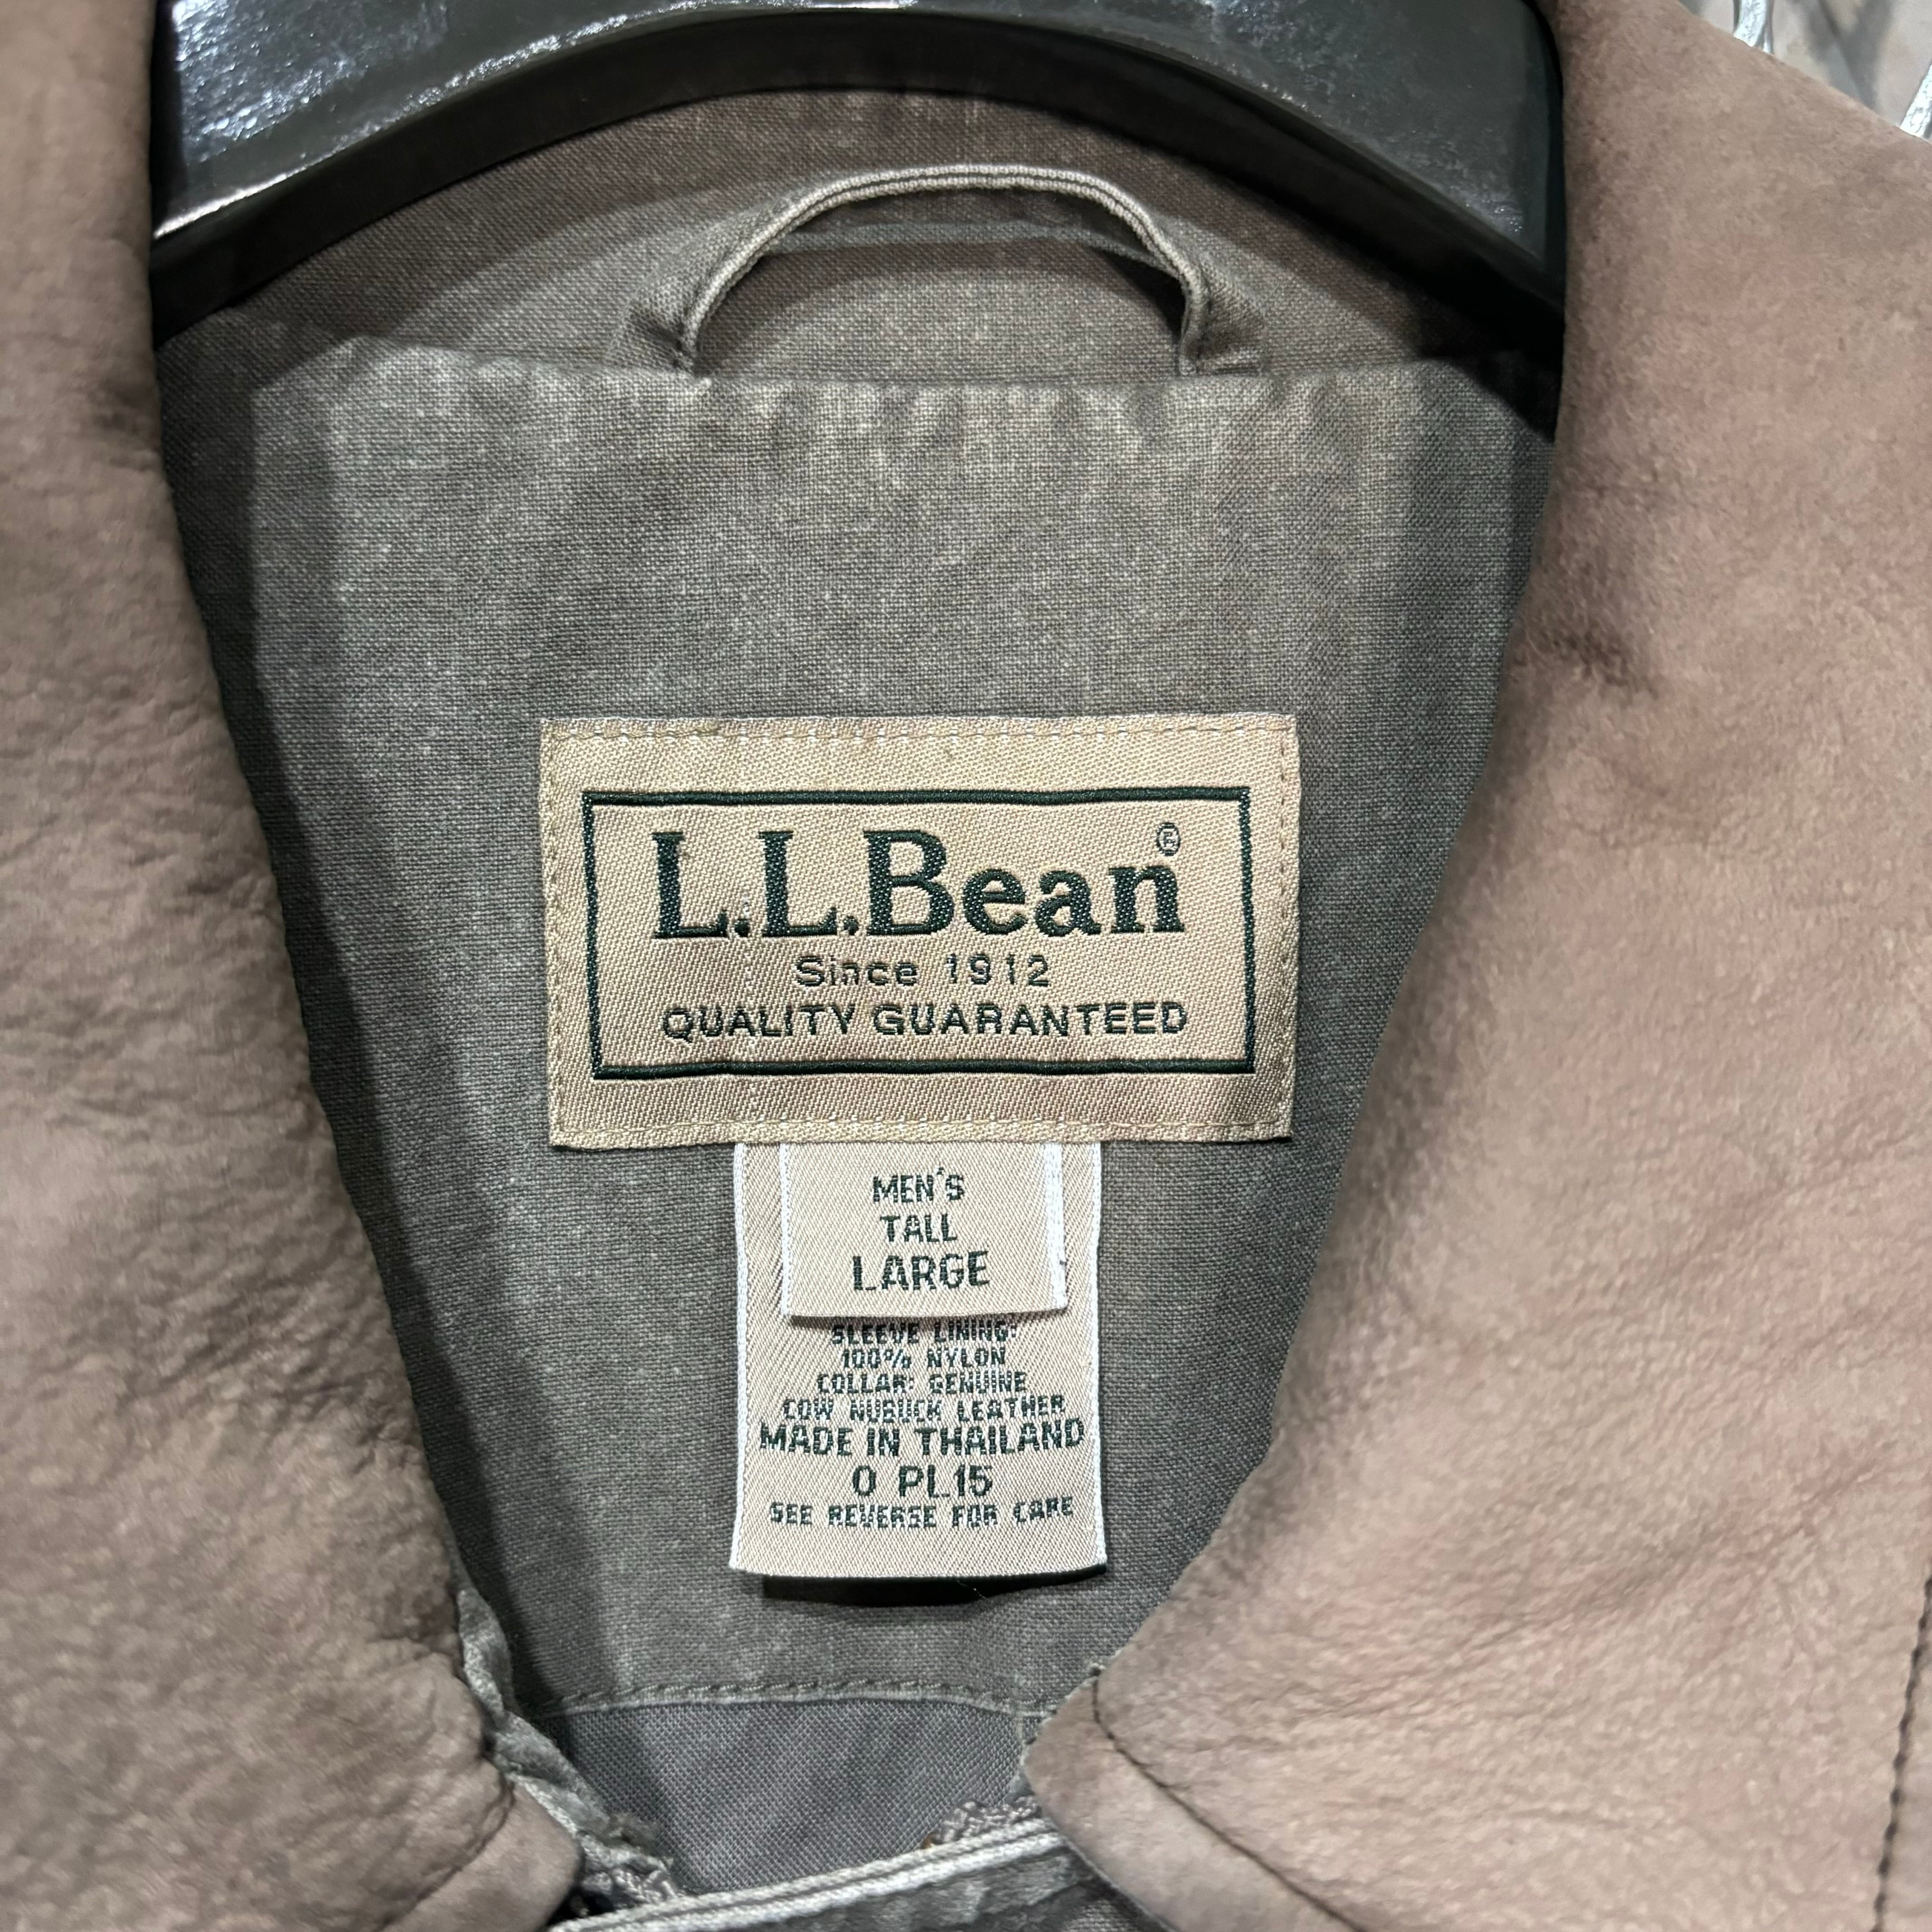 L.L.Bean®
Since 1912
QUALITY GUARANTEED
MEN'S
TALL
LARGE
SLEEVE LINING:
100% NYLON
COLLAR: GENUINE
COW NUBUCK LEATHER
MADE IN THAILAND
0 PL15
SEE REVERSE FOR CARE